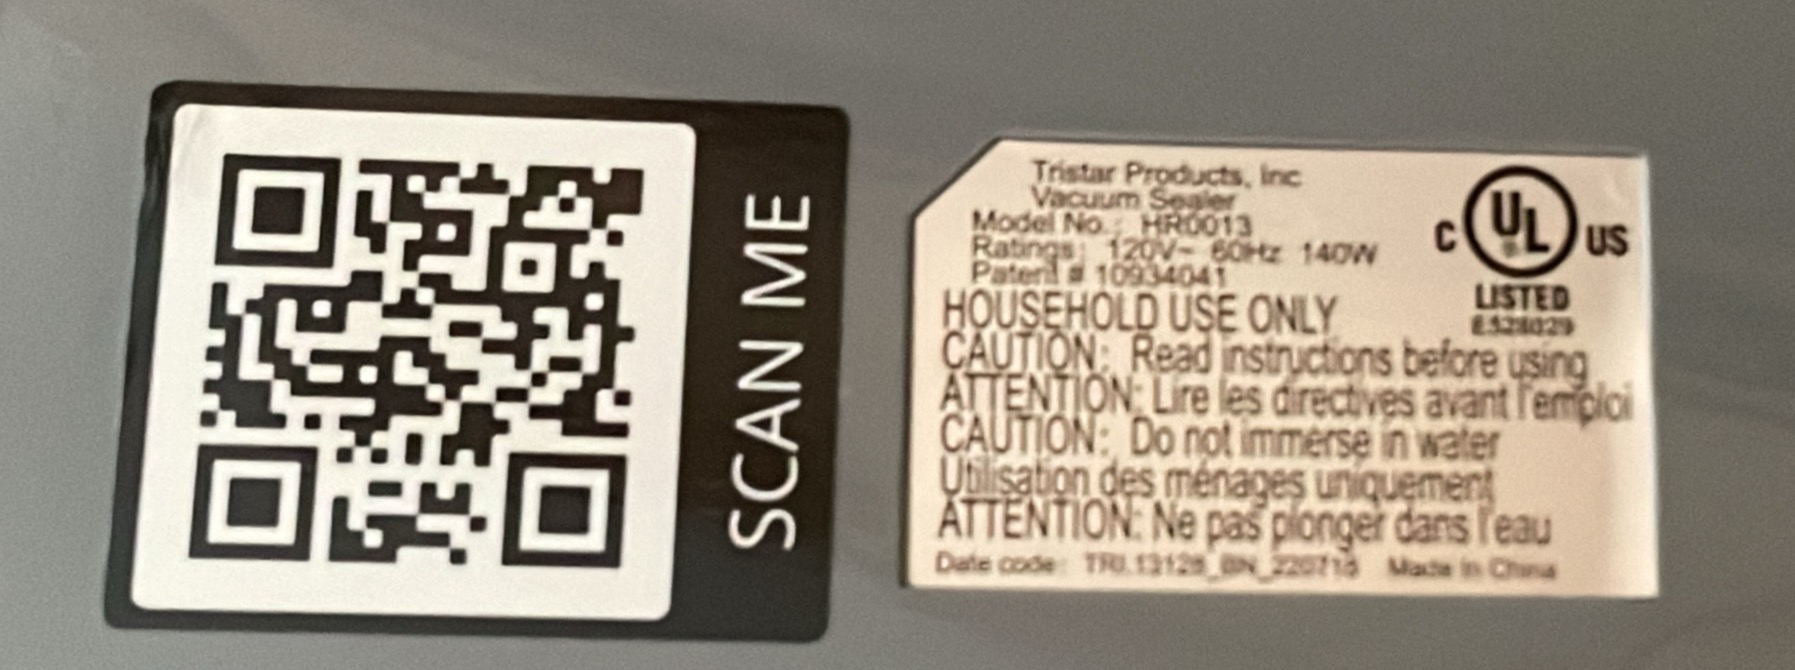 SCAN ME
Tristar Products, Inc
Vacuum Sealer
Model No.: HR0013
Ratings: 120V~ 60Hz 140W
Patent # 10934041
HOUSEHOLD USE ONLY
CAUTION: Read instructions before using
ATTENTION: Lire les directives avant l'emploi
CAUTION: Do not immerse in water
Utilisation des ménages uniquement
ATTENTION: Ne pas plonger dans l'eau
Date code: Made in China
C UL US
LISTED